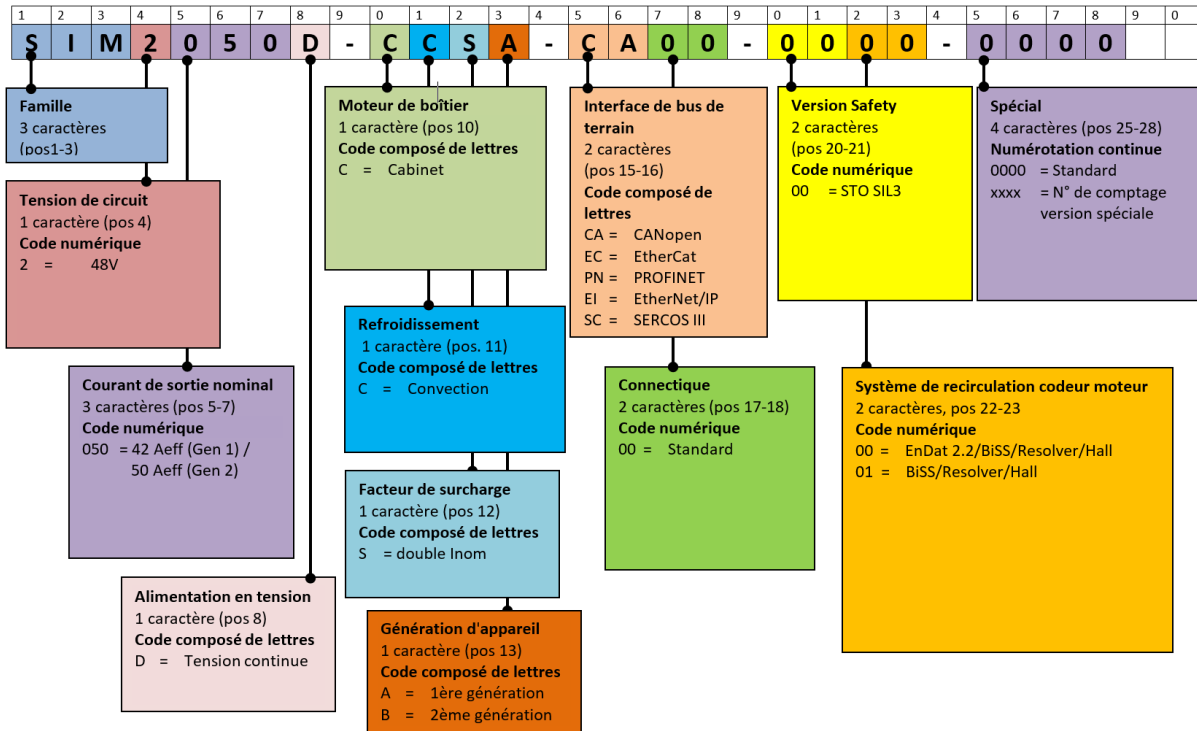 1 2 3 4 5 6 7 8 9 0 1 2 3 4 5 6 7 8 9 0 1 2 3 4 5 6 7 8 9 0
S I M 2 0 5 0 D - C C S A - C A 0 0 - 0 0 0 0 - 0 0 0 0
Famille
3 caractères
(pos1-3)
Tension de circuit
1 caractère (pos 4)
Code numérique
2 = 48V
Courant de sortie nominal
3 caractères (pos 5-7)
Code numérique
050 = 42 Aeff (Gen 1) /
50 Aeff (Gen 2)
Alimentation en tension
1 caractère (pos 8)
Code composé de lettres
D = Tension continue
Moteur de boîtier
1 caractère (pos 10)
Code composé de lettres
C = Cabinet
Refroidissement
1 caractère (pos. 11)
Code composé de lettres
C = Convection
Facteur de surcharge
1 caractère (pos 12)
Code composé de lettres
S = double Inom
Génération d'appareil
1 caractère (pos 13)
Code composé de lettres
A = 1ère génération
B = 2ème génération
Interface de bus de
terrain
2 caractères
(pos 15-16)
Code composé de
lettres
CA = CANopen
EC = EtherCat
PN = PROFINET
EI = EtherNet/IP
SC = SERCOS III
Connectique
2 caractères (pos 17-18)
Code numérique
00 = Standard
Version Safety
2 caractères
(pos 20-21)
Code numérique
00 = STO SIL3
Système de recirculation codeur moteur
2 caractères, pos 22-23
Code numérique
00 = EnDat 2.2/BiSS/Resolver/Hall
01 = BiSS/Resolver/Hall
Spécial
4 caractères (pos 25-28)
Numérotation continue
0000 = Standard
xxxx = N° de comptage
version spéciale